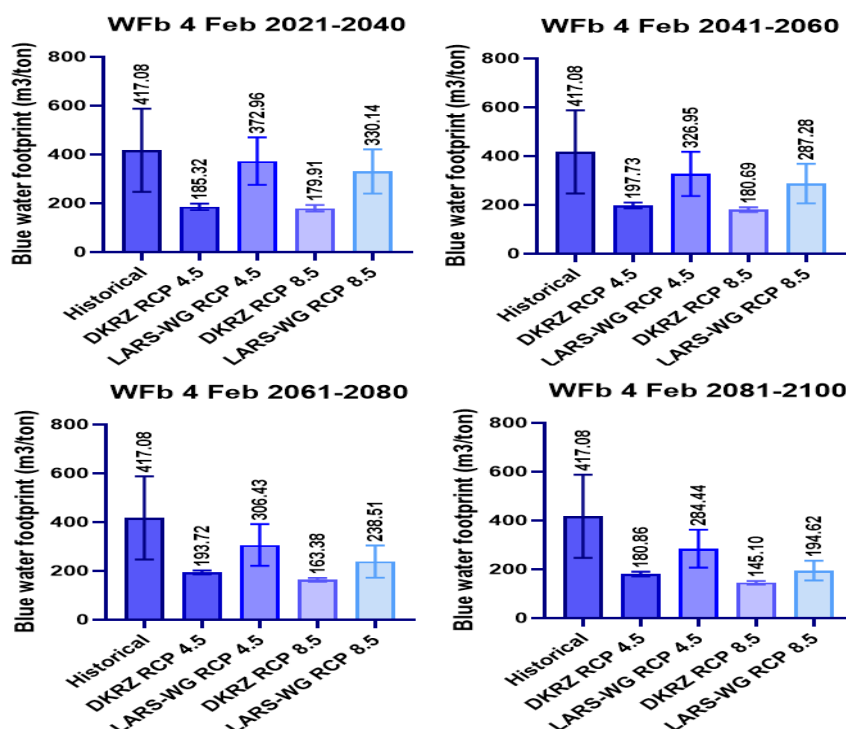 WFb 4 Feb 2021-2040
Blue water footprint (m3/ton)
800
600
400
200
0
417.08
185.32
372.96
179.91
330.14
Historical
DKRZ RCP 4.5
LARS-WG RCP 4.5
DKRZ RCP 8.5
LARS-WG RCP 8.5
WFb 4 Feb 2041-2060
Blue water footprint (m3/ton)
800
600
400
200
0
417.08
197.73
326.95
180.69
287.28
Historical
DKRZ RCP 4.5
LARS-WG RCP 4.5
DKRZ RCP 8.5
LARS-WG RCP 8.5
WFb 4 Feb 2061-2080
Blue water footprint (m3/ton)
800
600
400
200
0
417.08
193.72
306.43
163.38
238.51
Historical
DKRZ RCP 4.5
LARS-WG RCP 4.5
DKRZ RCP 8.5
LARS-WG RCP 8.5
WFb 4 Feb 2081-2100
Blue water footprint (m3/ton)
800
600
400
200
0
417.08
180.86
284.44
145.10
194.62
Historical
DKRZ RCP 4.5
LARS-WG RCP 4.5
DKRZ RCP 8.5
LARS-WG RCP 8.5